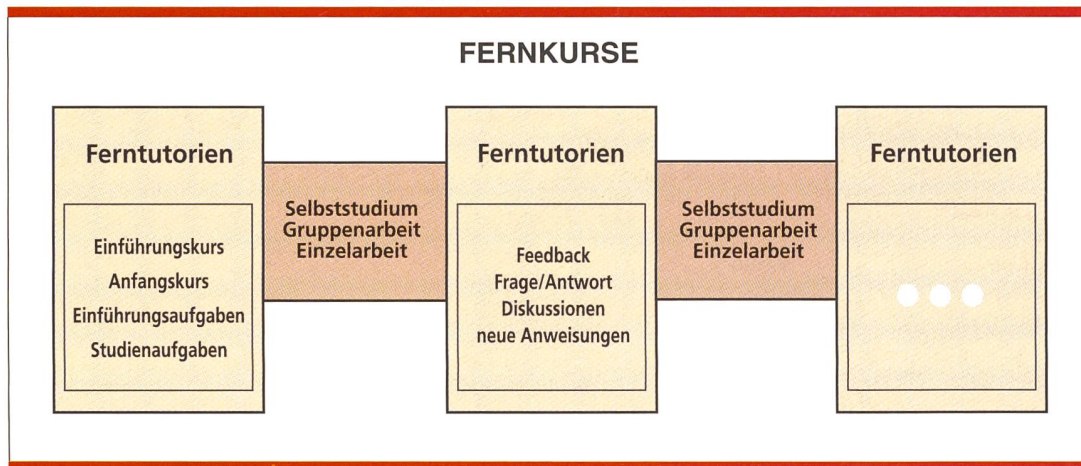 FERNKURSE
Ferntutorien
Einführungskurs
Anfangskurs
Einführungsaufgaben
Studienaufgaben
Selbststudium
Gruppenarbeit
Einzelarbeit
Ferntutorien
Feedback
Frage/Antwort
Diskussionen
neue Anweisungen
Selbststudium
Gruppenarbeit
Einzelarbeit
Ferntutorien